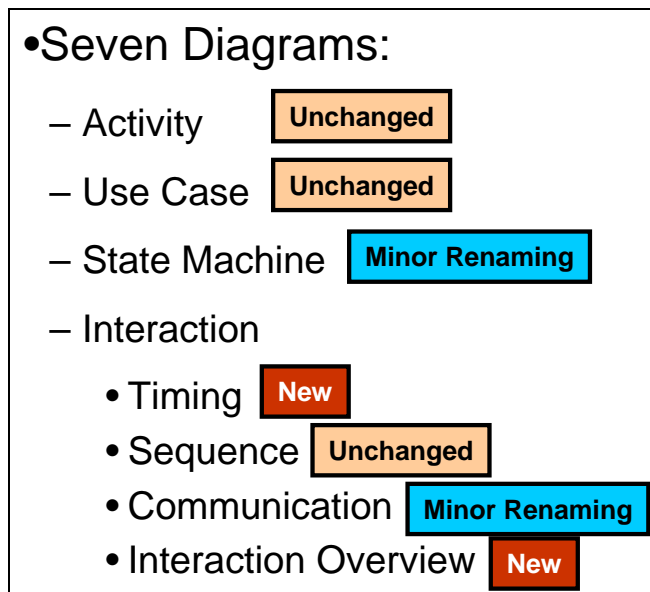 •Seven Diagrams:
– Activity Unchanged
– Use Case Unchanged
– State Machine Minor Renaming
– Interaction
• Timing New
• Sequence Unchanged
• Communication Minor Renaming
• Interaction Overview New